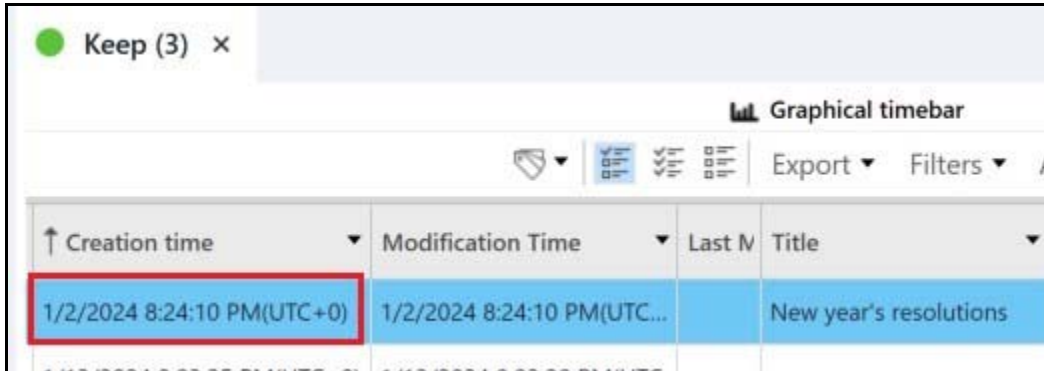 Keep (3) ×
Graphical timebar
Export Filters
Creation time Modification Time Last M Title
1/2/2024 8:24:10 PM(UTC+0) 1/2/2024 8:24:10 PM(UTC... New year's resolutions